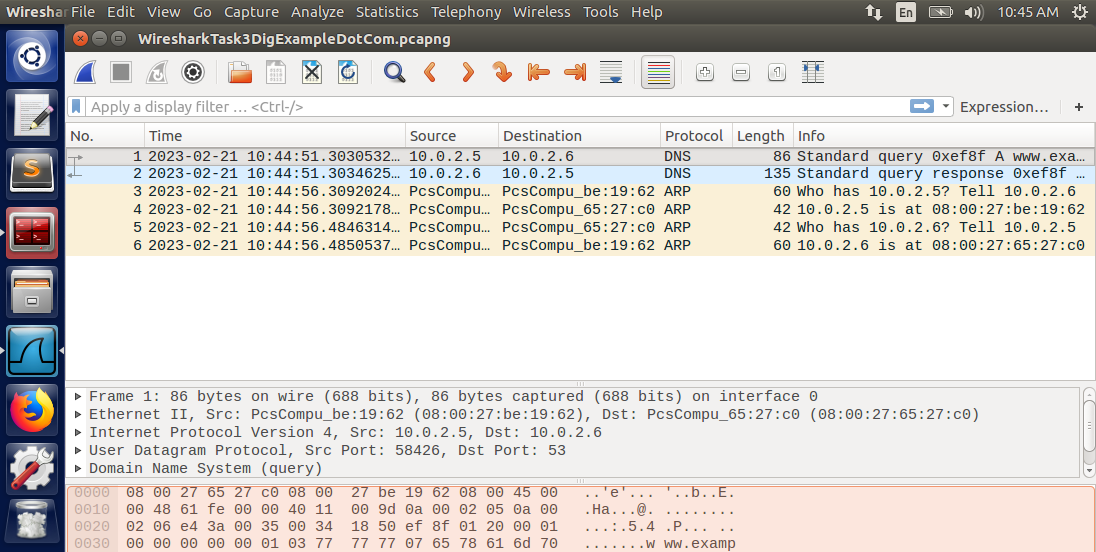 Wireshar File Edit View Go Capture Analyze Statistics Telephony Wireless Tools Help En 10:45 AM
WiresharkTask3DigExampleDotCom.pcapng
Apply a display filter … <Ctrl-/> Expression… +
No. Time Source Destination Protocol Length Info
1 2023-02-21 10:44:51.3030532… 10.0.2.5 10.0.2.6 DNS 86 Standard query 0xef8f A www.exa…
2 2023-02-21 10:44:51.3034625… 10.0.2.6 10.0.2.5 DNS 135 Standard query response 0xef8f …
3 2023-02-21 10:44:56.3092024… PcsCompu… PcsCompu_be:19:62 ARP 60 Who has 10.0.2.5? Tell 10.0.2.6
4 2023-02-21 10:44:56.3092178… PcsCompu… PcsCompu_65:27:c0 ARP 42 10.0.2.5 is at 08:00:27:be:19:62
5 2023-02-21 10:44:56.4846314… PcsCompu… PcsCompu_65:27:c0 ARP 42 Who has 10.0.2.6? Tell 10.0.2.5
6 2023-02-21 10:44:56.4850537… PcsCompu… PcsCompu_be:19:62 ARP 60 10.0.2.6 is at 08:00:27:65:27:c0
Frame 1: 86 bytes on wire (688 bits), 86 bytes captured (688 bits) on interface 0
Ethernet II, Src: PcsCompu_be:19:62 (08:00:27:be:19:62), Dst: PcsCompu_65:27:c0 (08:00:27:65:27:c0)
Internet Protocol Version 4, Src: 10.0.2.5, Dst: 10.0.2.6
User Datagram Protocol, Src Port: 58426, Dst Port: 53
Domain Name System (query)
0000 08 00 27 65 27 c0 08 00 27 be 19 62 08 00 45 00 ..'e'... '..b..E.
0010 00 48 61 fe 00 00 40 11 00 9d 0a 00 02 05 0a 00 .Ha...@. ........
0020 02 06 e4 3a 00 35 00 34 18 50 ef 8f 01 20 00 01 ...:.5.4 .P... ..
0030 00 00 00 00 00 01 03 77 77 77 07 65 78 61 6d 70 .......w ww.examp